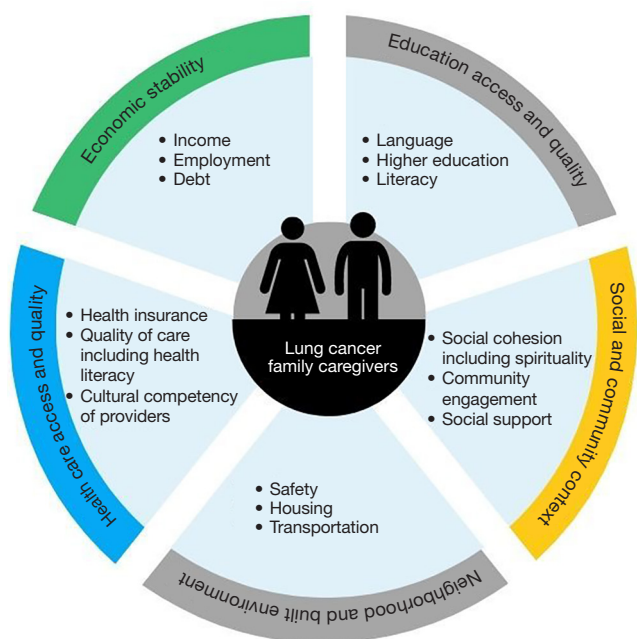 Economic stability
• Income
• Employment
• Debt
Education access and quality
• Language
• Higher education
• Literacy
Health care access and quality
• Health insurance
• Quality of care
including health
literacy
• Cultural competency
of providers
Lung cancer
family caregivers
Social and community context
• Social cohesion
including spirituality
• Community
engagement
• Social support
• Safety
• Housing
• Transportation
Neighborhood and built environment